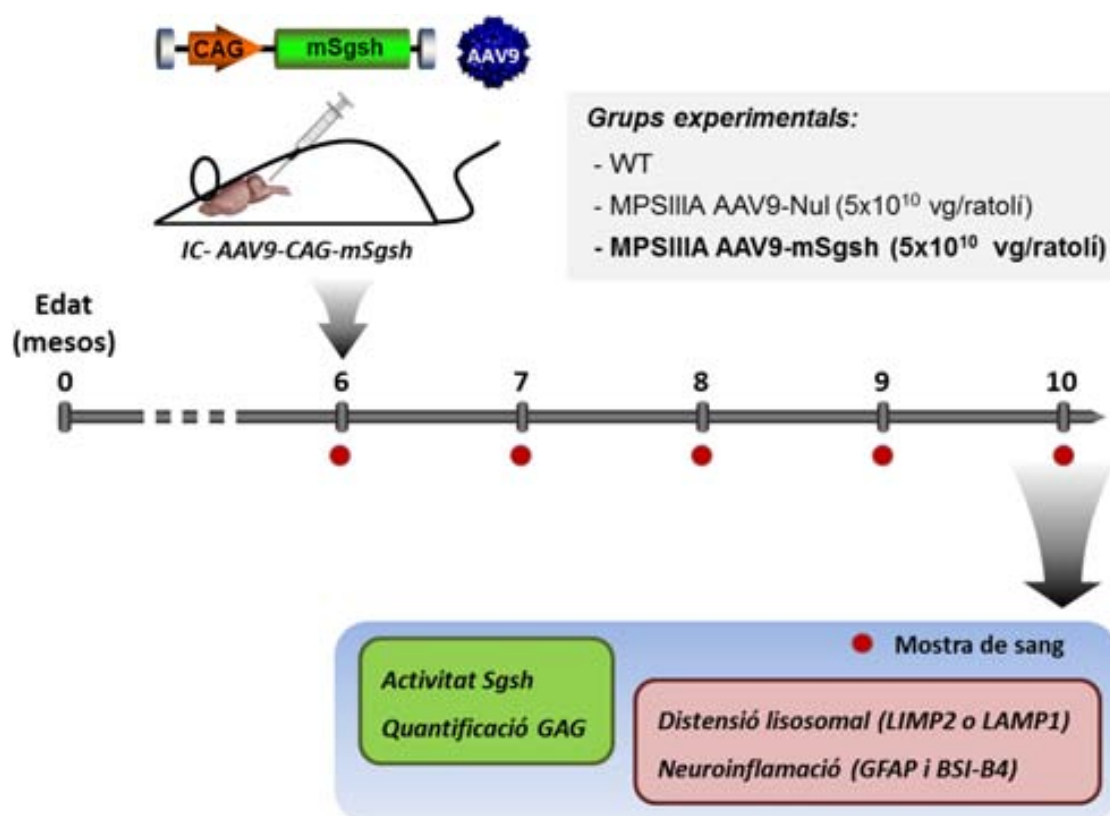 CAG mSgsh AAV9
Grups experimentals:
- WT
- MPSIIIA AAV9-Nul (5x10¹⁰ vg/ratolí)
- MPSIIIA AAV9-mSgsh (5x10¹⁰ vg/ratolí)
IC- AAV9-CAG-mSgsh
Edat
(mesos)
0 6 7 8 9 10
Mostra de sang
Activitat Sgsh
Quantificació GAG
Distensió lisosomal (LIMP2 o LAMP1)
Neuroinflamació (GFAP i BSI-B4)